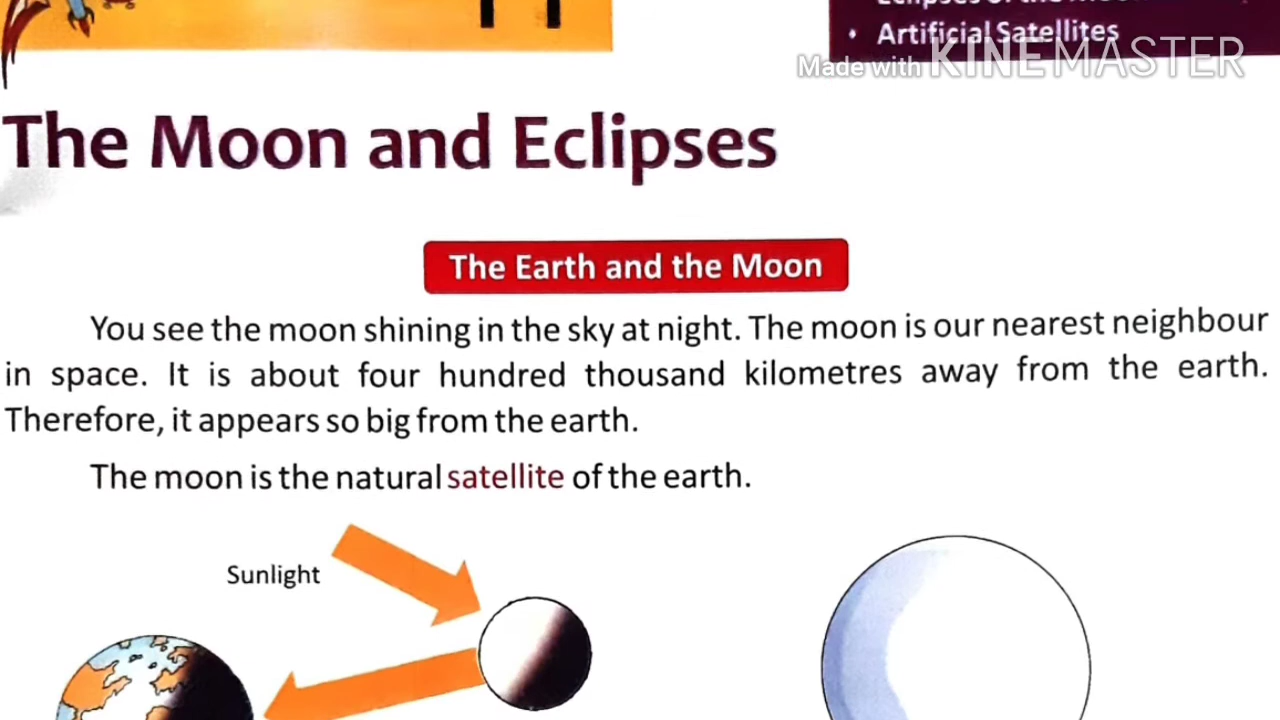 • Artificial Satellites
Made with KINEMASTER
The Moon and Eclipses
The Earth and the Moon
You see the moon shining in the sky at night. The moon is our nearest neighbour
in space. It is about four hundred thousand kilometres away from the earth.
Therefore, it appears so big from the earth.
The moon is the natural satellite of the earth.
Sunlight